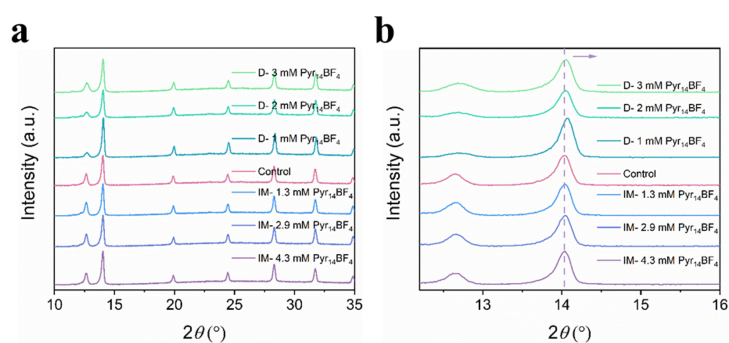 a
Intensity (a.u.)
D- 3 mM Pyr₁₄BF₄
D- 2 mM Pyr₁₄BF₄
D- 1 mM Pyr₁₄BF₄
Control
IM- 1.3 mM Pyr₁₄BF₄
IM- 2.9 mM Pyr₁₄BF₄
IM- 4.3 mM Pyr₁₄BF₄
10 15 20 25 30 35
2θ (°)
b
Intensity (a.u.)
D- 3 mM Pyr₁₄BF₄
D- 2 mM Pyr₁₄BF₄
D- 1 mM Pyr₁₄BF₄
Control
IM- 1.3 mM Pyr₁₄BF₄
IM- 2.9 mM Pyr₁₄BF₄
IM- 4.3 mM Pyr₁₄BF₄
13 14 15 16
2θ (°)